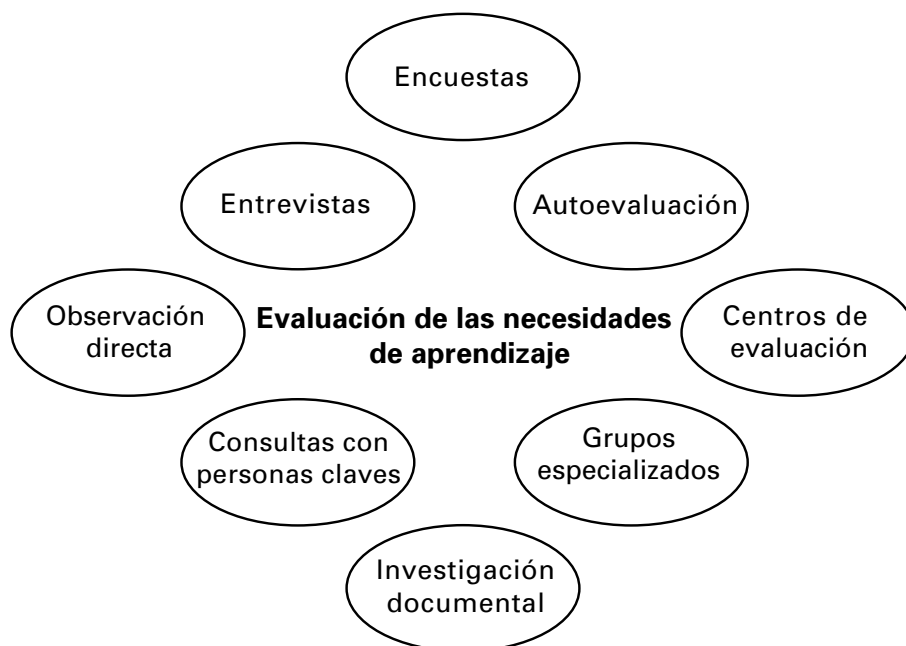 Encuestas
Entrevistas
Autoevaluación
Observación
directa
Evaluación de las necesidades
de aprendizaje
Centros de
evaluación
Consultas con
personas claves
Grupos
especializados
Investigación
documental